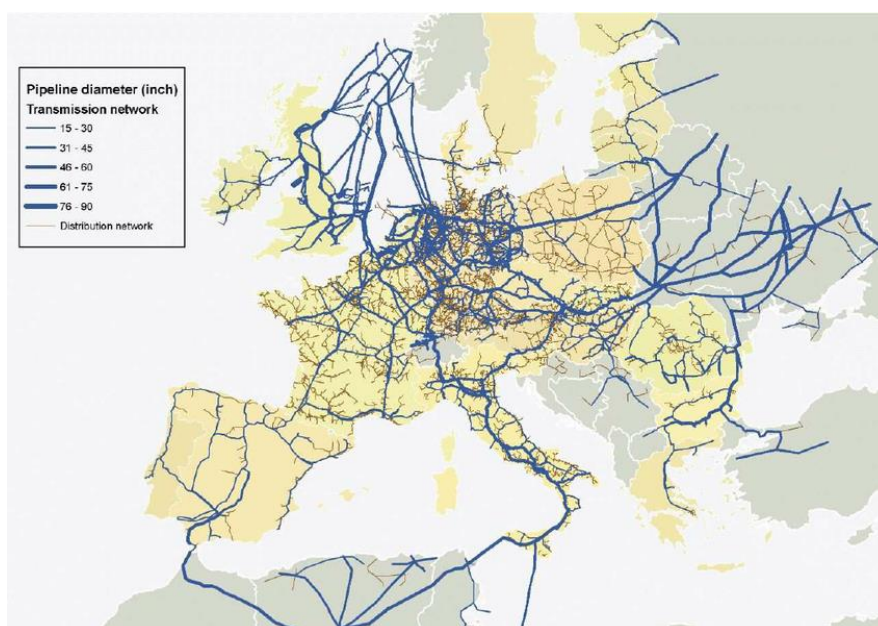 Pipeline diameter (inch)
Transmission network
15 - 30
31 - 45
46 - 60
61 - 75
76 - 90
Distribution network